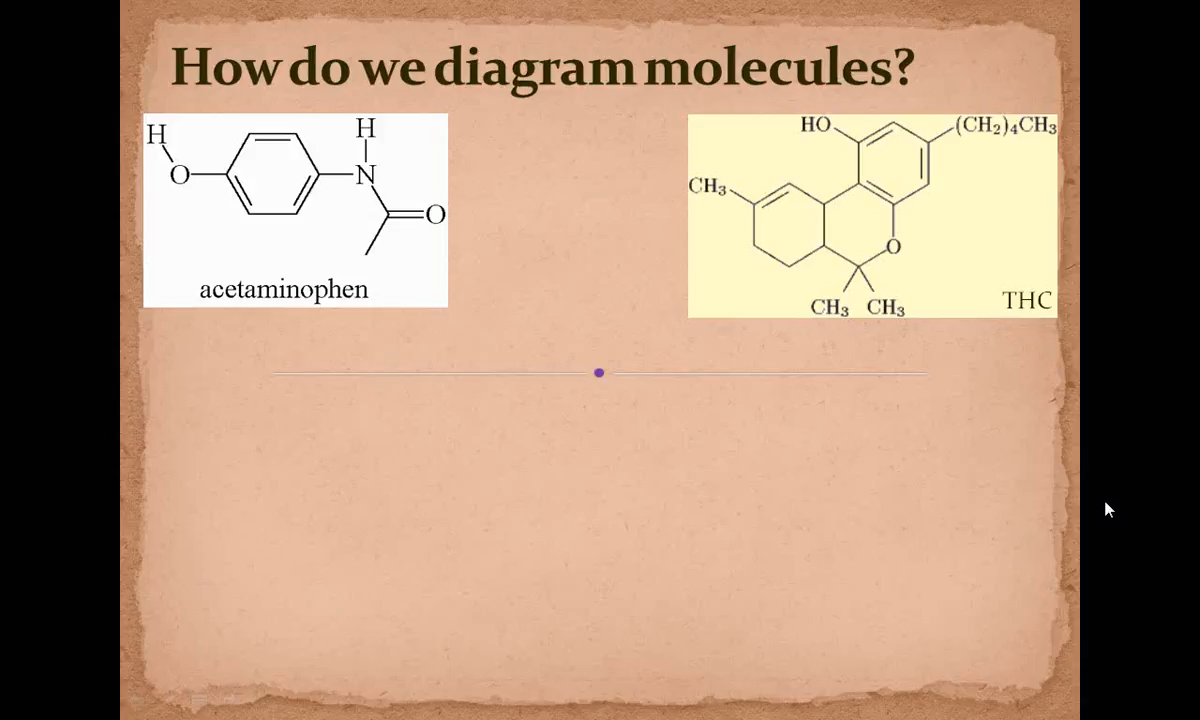 How do we diagram molecules?
H
O
H
N
O
acetaminophen
HO
(CH₂)₄CH₃
CH₃
O
CH₃ CH₃
THC